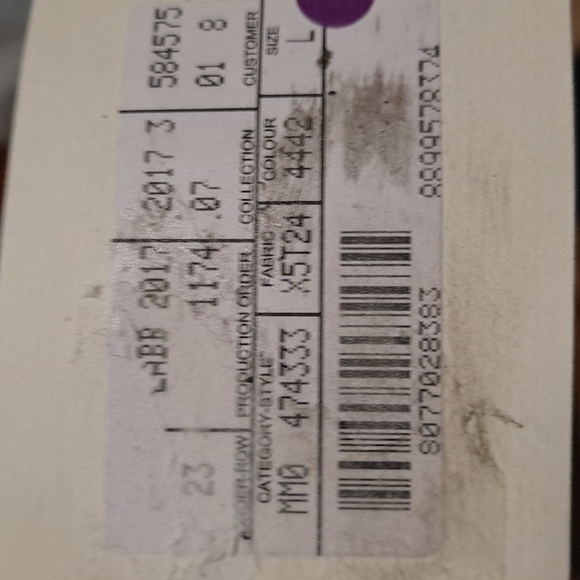 23 LABB 2017 2017 3 584575
1174 .07 01 8
ORDER-ROW PRODUCTION ORDER COLLECTION CUSTOMER
CATEGORY-STYLE FABRIC COLOUR SIZE
MM0 474333 X5T24 4442 L
8077028383 8899578374